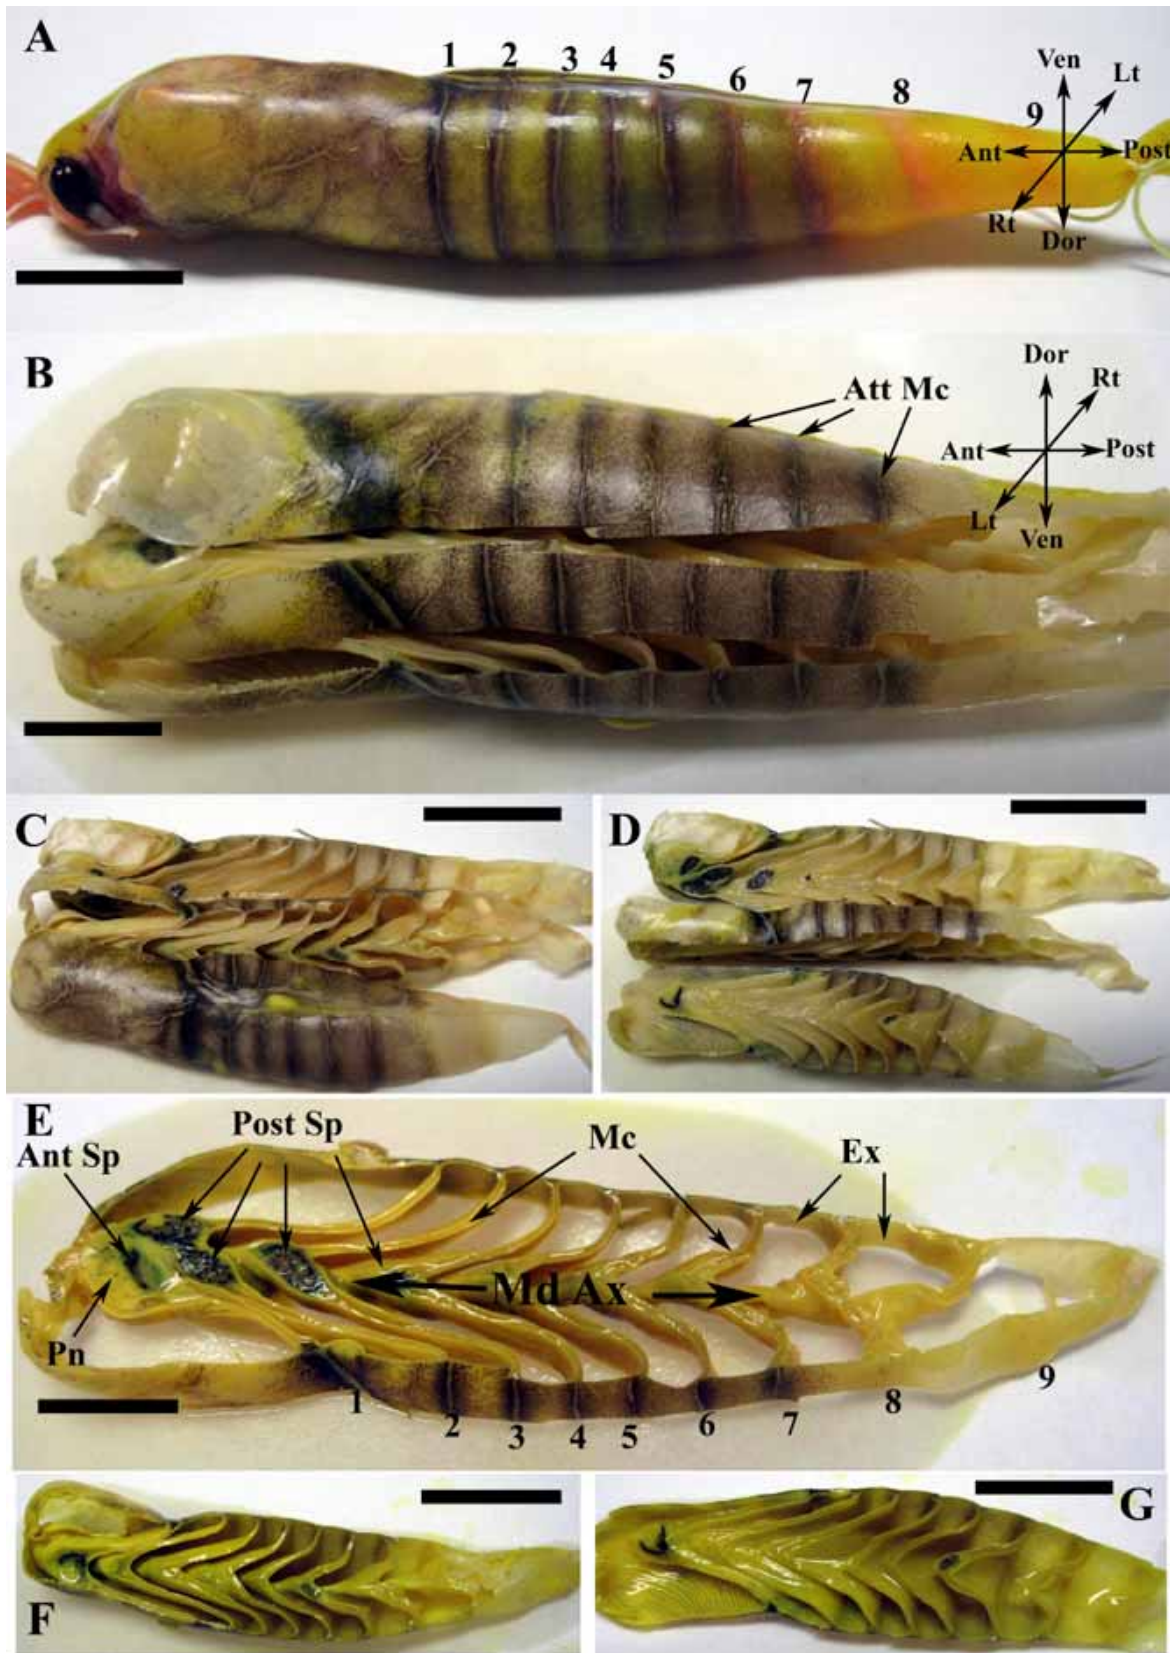 A
1 2 3 4 5 6 7 8 9
Ven
Lt
Ant
Post
Rt
Dor
B
Att Mc
Dor
Rt
Ant
Post
Lt
Ven
C
D
E
Post Sp
Ant Sp
Mc
Ex
Md Ax
Pn
1 2 3 4 5 6 7 8 9
F
G